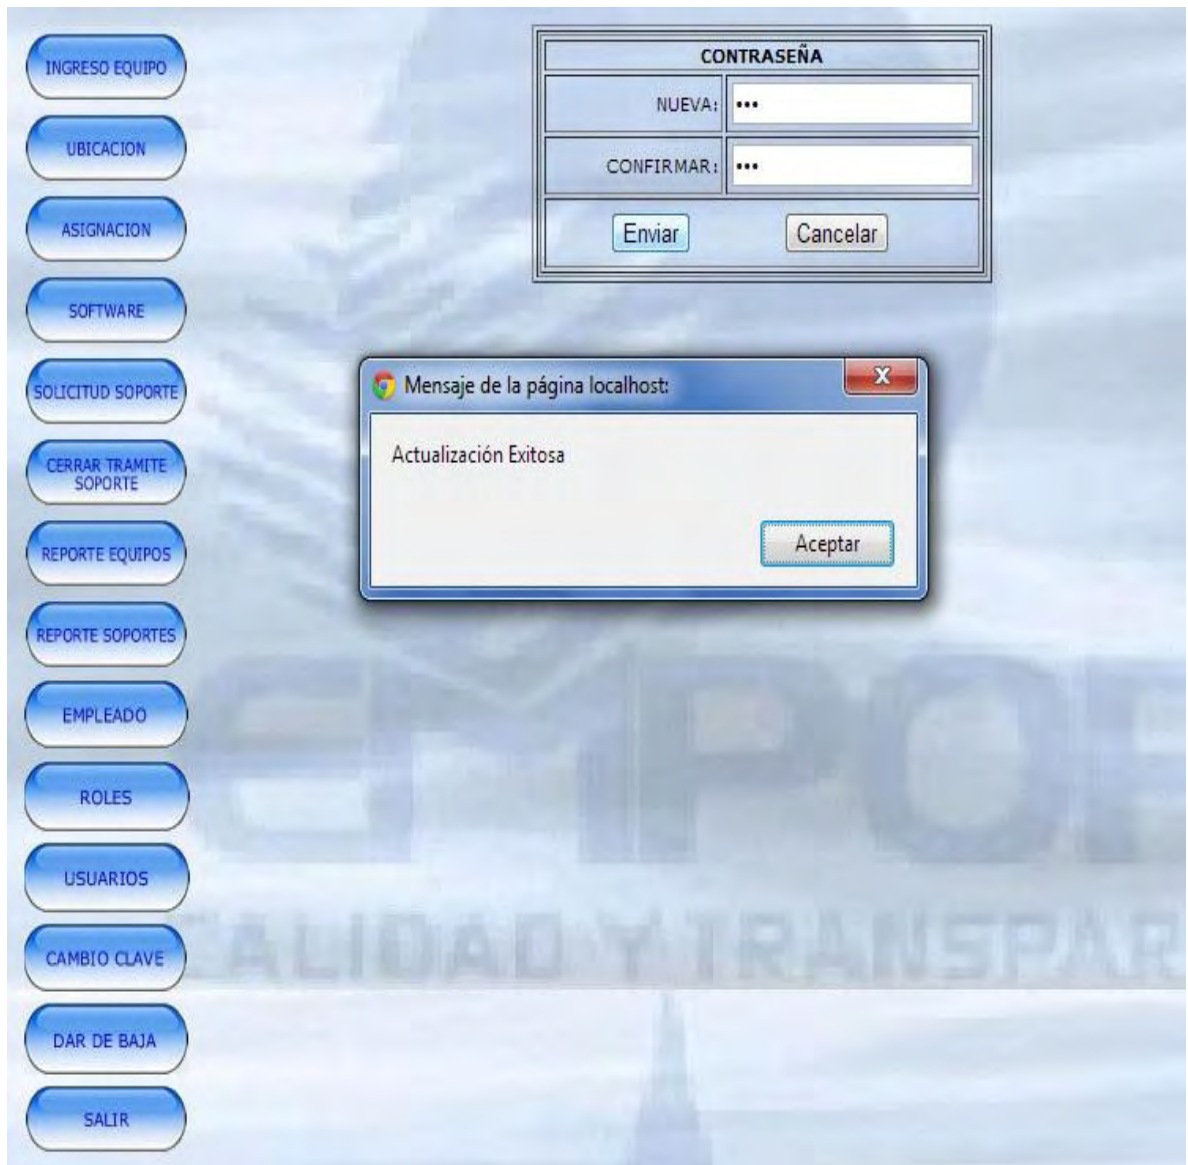 INGRESO EQUIPO
UBICACION
ASIGNACION
SOFTWARE
SOLICITUD SOPORTE
CERRAR TRAMITE
SOPORTE
REPORTE EQUIPOS
REPORTE SOPORTES
EMPLEADO
ROLES
USUARIOS
CAMBIO CLAVE
DAR DE BAJA
SALIR
CONTRASEÑA
NUEVA: •••
CONFIRMAR: •••
Enviar Cancelar
Mensaje de la página localhost:
Actualización Exitosa
Aceptar
CALIDAD Y TRANSPAR